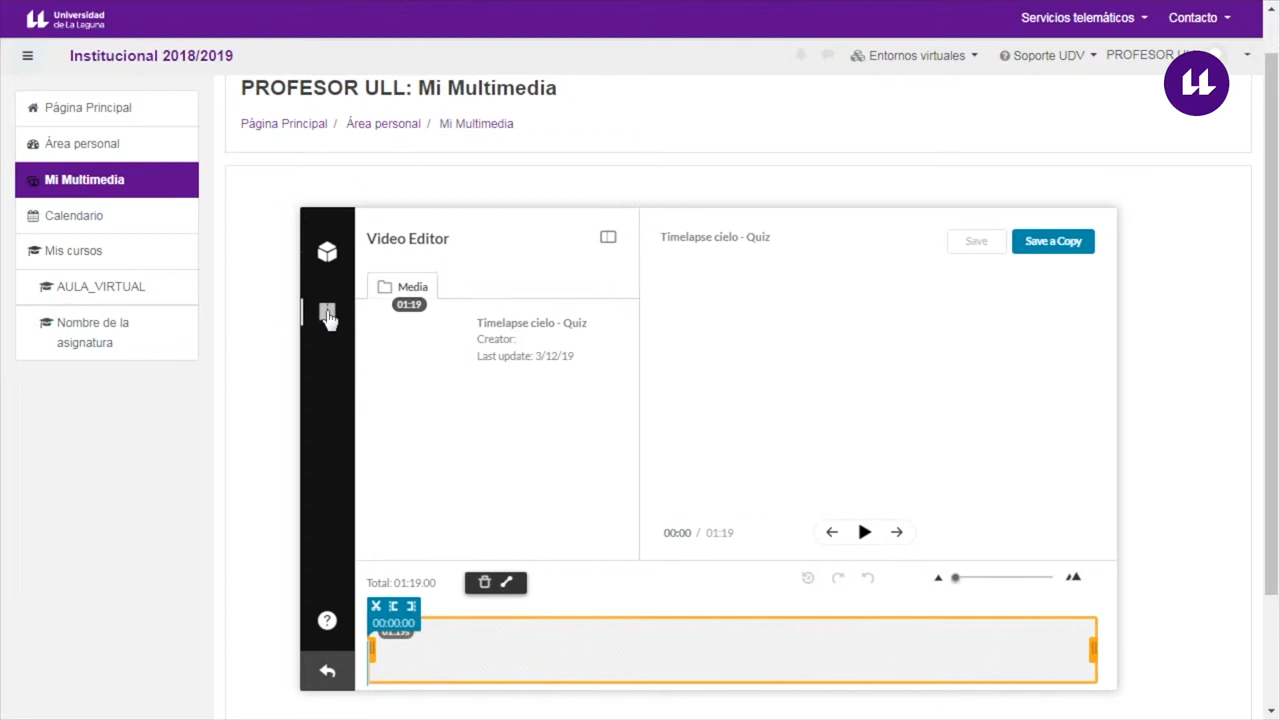 Universidad
de La Laguna
Servicios telemáticos
Contacto
Institucional 2018/2019
Entornos virtuales
Soporte UDV
PROFESOR
PROFESOR ULL: Mi Multimedia
Página Principal / Área personal / Mi Multimedia
Página Principal
Área personal
Mi Multimedia
Calendario
Mis cursos
AULA_VIRTUAL
Nombre de la
asignatura
Video Editor
Media
01:19
Timelapse cielo - Quiz
Creator:
Last update: 3/12/19
Timelapse cielo - Quiz
Save
Save a Copy
00:00 / 01:19
Total: 01:19.00
00:00.00